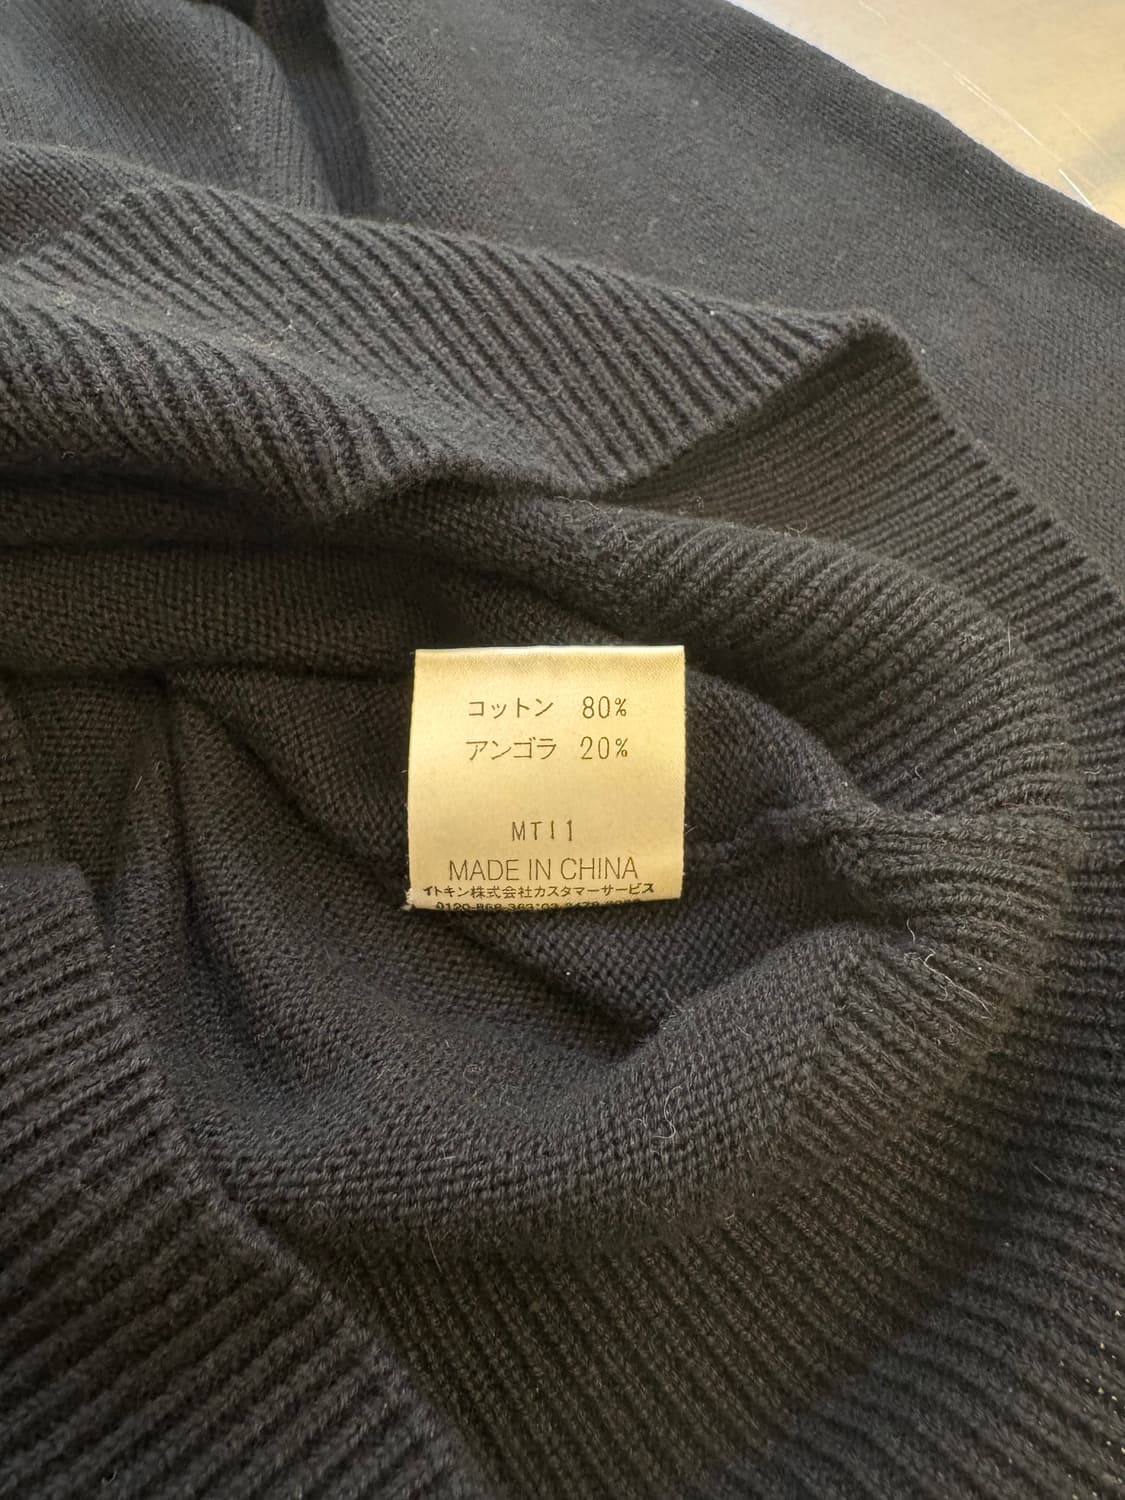 コットン 80%
アンゴラ 20%
MT11
MADE IN CHINA
イトキン株式会社カスタマーサービス